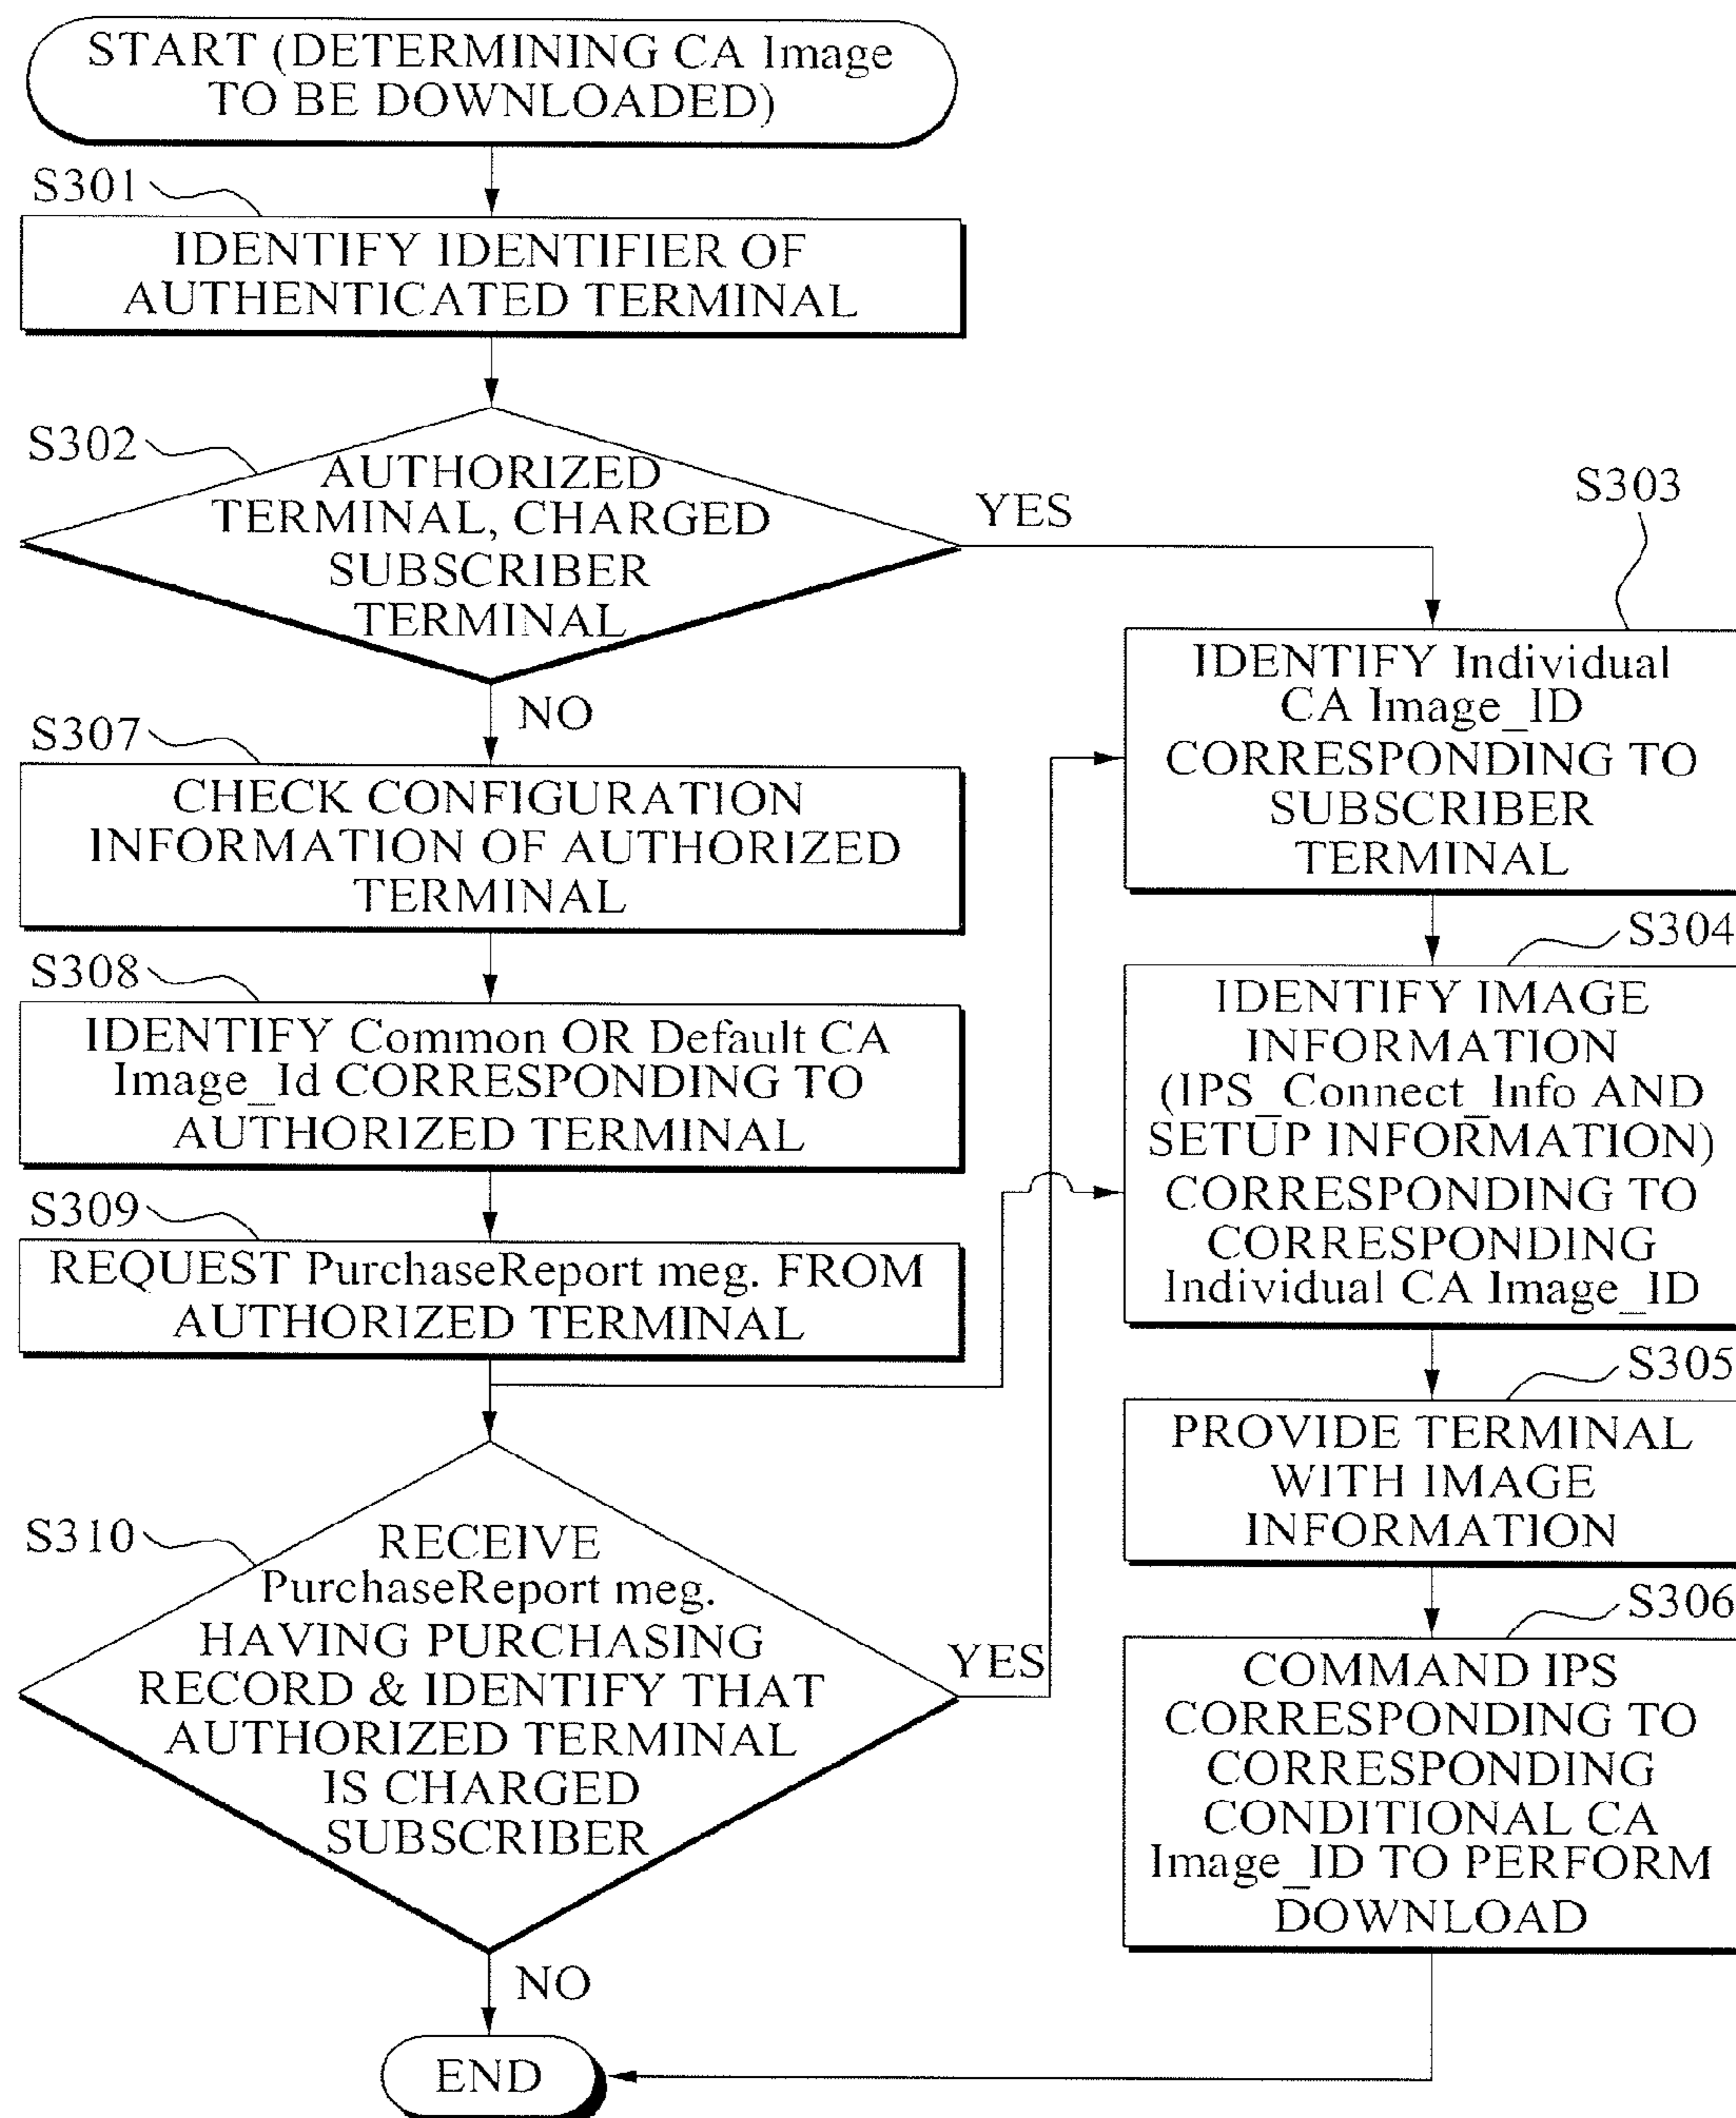 START (DETERMINING CA Image
TO BE DOWNLOADED)
S301
IDENTIFY IDENTIFIER OF
AUTHENTICATED TERMINAL
S302
AUTHORIZED
TERMINAL, CHARGED
SUBSCRIBER
TERMINAL
YES
NO
S303
IDENTIFY Individual
CA Image_ID
CORRESPONDING TO
SUBSCRIBER
TERMINAL
S304
IDENTIFY IMAGE
INFORMATION
(IPS_Connect_Info AND
SETUP INFORMATION)
CORRESPONDING TO
CORRESPONDING
Individual CA Image_ID
S305
PROVIDE TERMINAL
WITH IMAGE
INFORMATION
S306
COMMAND IPS
CORRESPONDING TO
CORRESPONDING
CONDITIONAL CA
Image_ID TO PERFORM
DOWNLOAD
S307
CHECK CONFIGURATION
INFORMATION OF AUTHORIZED
TERMINAL
S308
IDENTIFY Common OR Default CA
Image_Id CORRESPONDING TO
AUTHORIZED TERMINAL
S309
REQUEST PurchaseReport meg. FROM
AUTHORIZED TERMINAL
S310
RECEIVE
PurchaseReport meg.
HAVING PURCHASING
RECORD & IDENTIFY THAT
AUTHORIZED TERMINAL
IS CHARGED
SUBSCRIBER
YES
NO
END